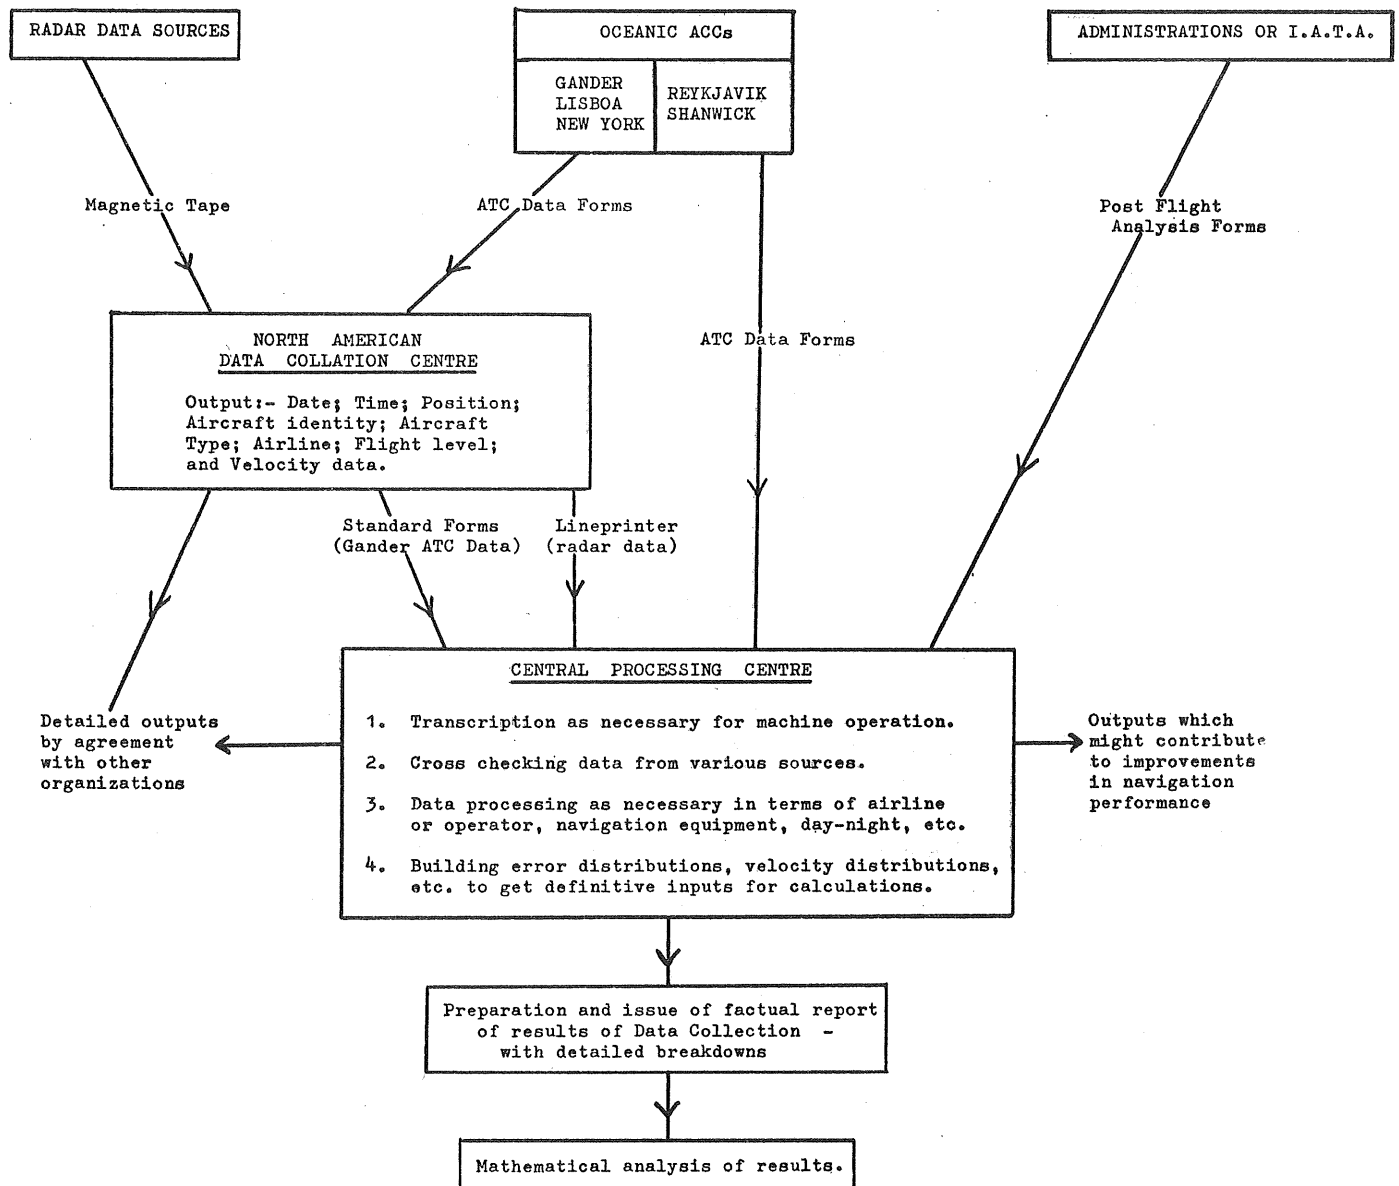 RADAR DATA SOURCES
OCEANIC ACCs
GANDER
LISBOA
NEW YORK
REYKJAVIK
SHANWICK
ADMINISTRATIONS OR I.A.T.A.
Magnetic Tape
ATC Data Forms
Post Flight
Analysis Forms
ATC Data Forms
NORTH AMERICAN
DATA COLLATION CENTRE
Output:- Date; Time; Position;
Aircraft identity; Aircraft
Type; Airline; Flight level;
and Velocity data.
Standard Forms
(Gander ATC Data)
Lineprinter
(radar data)
CENTRAL PROCESSING CENTRE
1. Transcription as necessary for machine operation.
2. Cross checking data from various sources.
3. Data processing as necessary in terms of airline
or operator, navigation equipment, day-night, etc.
4. Building error distributions, velocity distributions,
etc. to get definitive inputs for calculations.
Detailed outputs
by agreement
with other
organizations
Outputs which
might contribute
to improvements
in navigation
performance
Preparation and issue of factual report
of results of Data Collection -
with detailed breakdowns
Mathematical analysis of results.